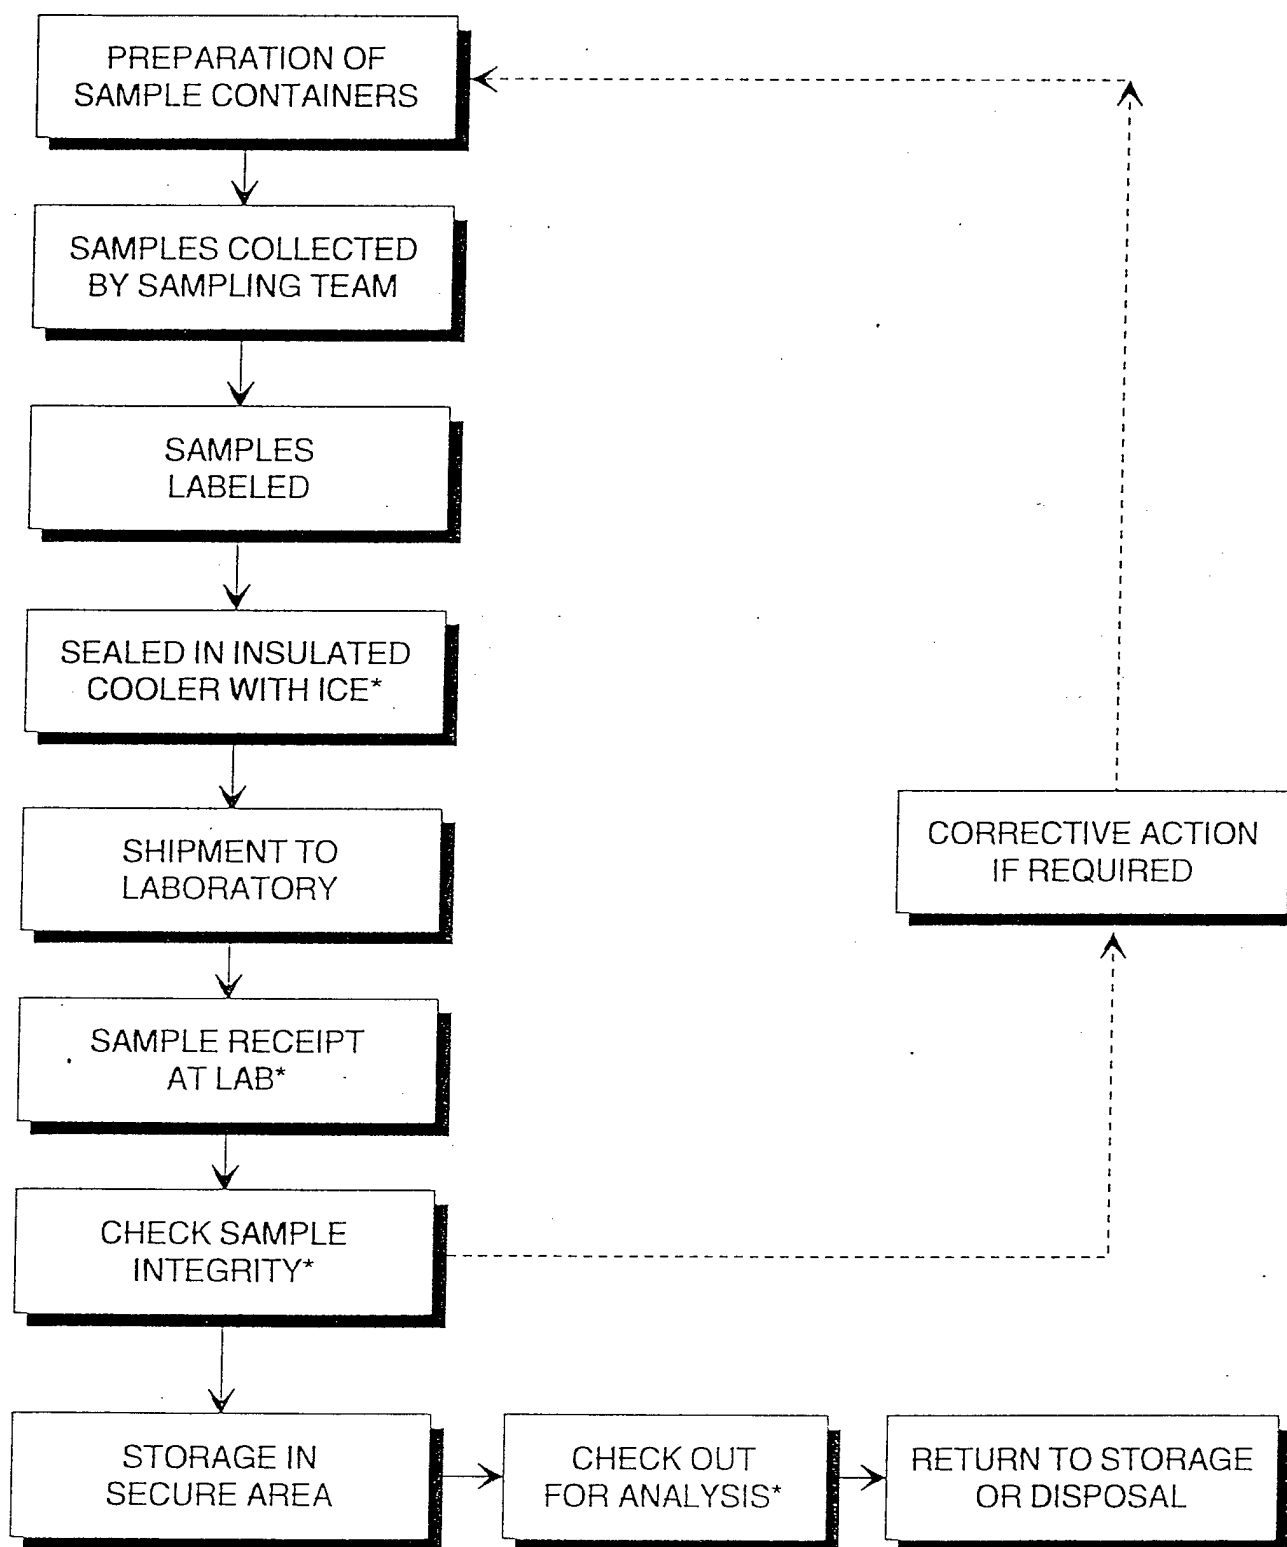 PREPARATION OF
SAMPLE CONTAINERS
SAMPLES COLLECTED
BY SAMPLING TEAM
SAMPLES
LABELED
SEALED IN INSULATED
COOLER WITH ICE*
SHIPMENT TO
LABORATORY
CORRECTIVE ACTION
IF REQUIRED
SAMPLE RECEIPT
AT LAB*
CHECK SAMPLE
INTEGRITY*
STORAGE IN
SECURE AREA
CHECK OUT
FOR ANALYSIS*
RETURN TO STORAGE
OR DISPOSAL